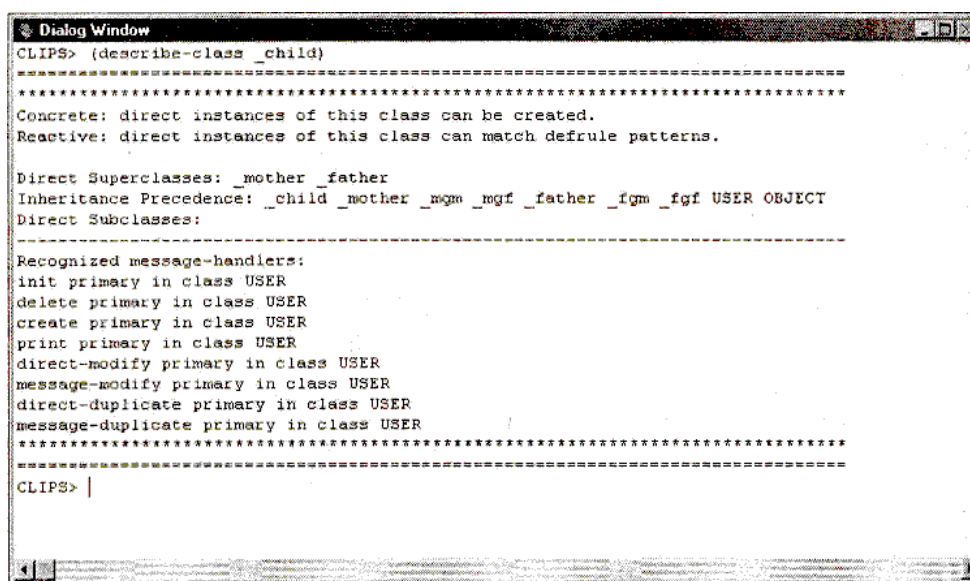 Dialog Window
CLIPS> (describe-class _child)
================================================================================
********************************************************************************
Concrete: direct instances of this class can be created.
Reactive: direct instances of this class can match defrule patterns.
Direct Superclasses: _mother _father
Inheritance Precedence: _child _mother _mgm _mgf _father _fgm _fgf USER OBJECT
Direct Subclasses:
--------------------------------------------------------------------------------
Recognized message-handlers:
init primary in class USER
delete primary in class USER
create primary in class USER
print primary in class USER
direct-modify primary in class USER
message-modify primary in class USER
direct-duplicate primary in class USER
message-duplicate primary in class USER
********************************************************************************
================================================================================
CLIPS>